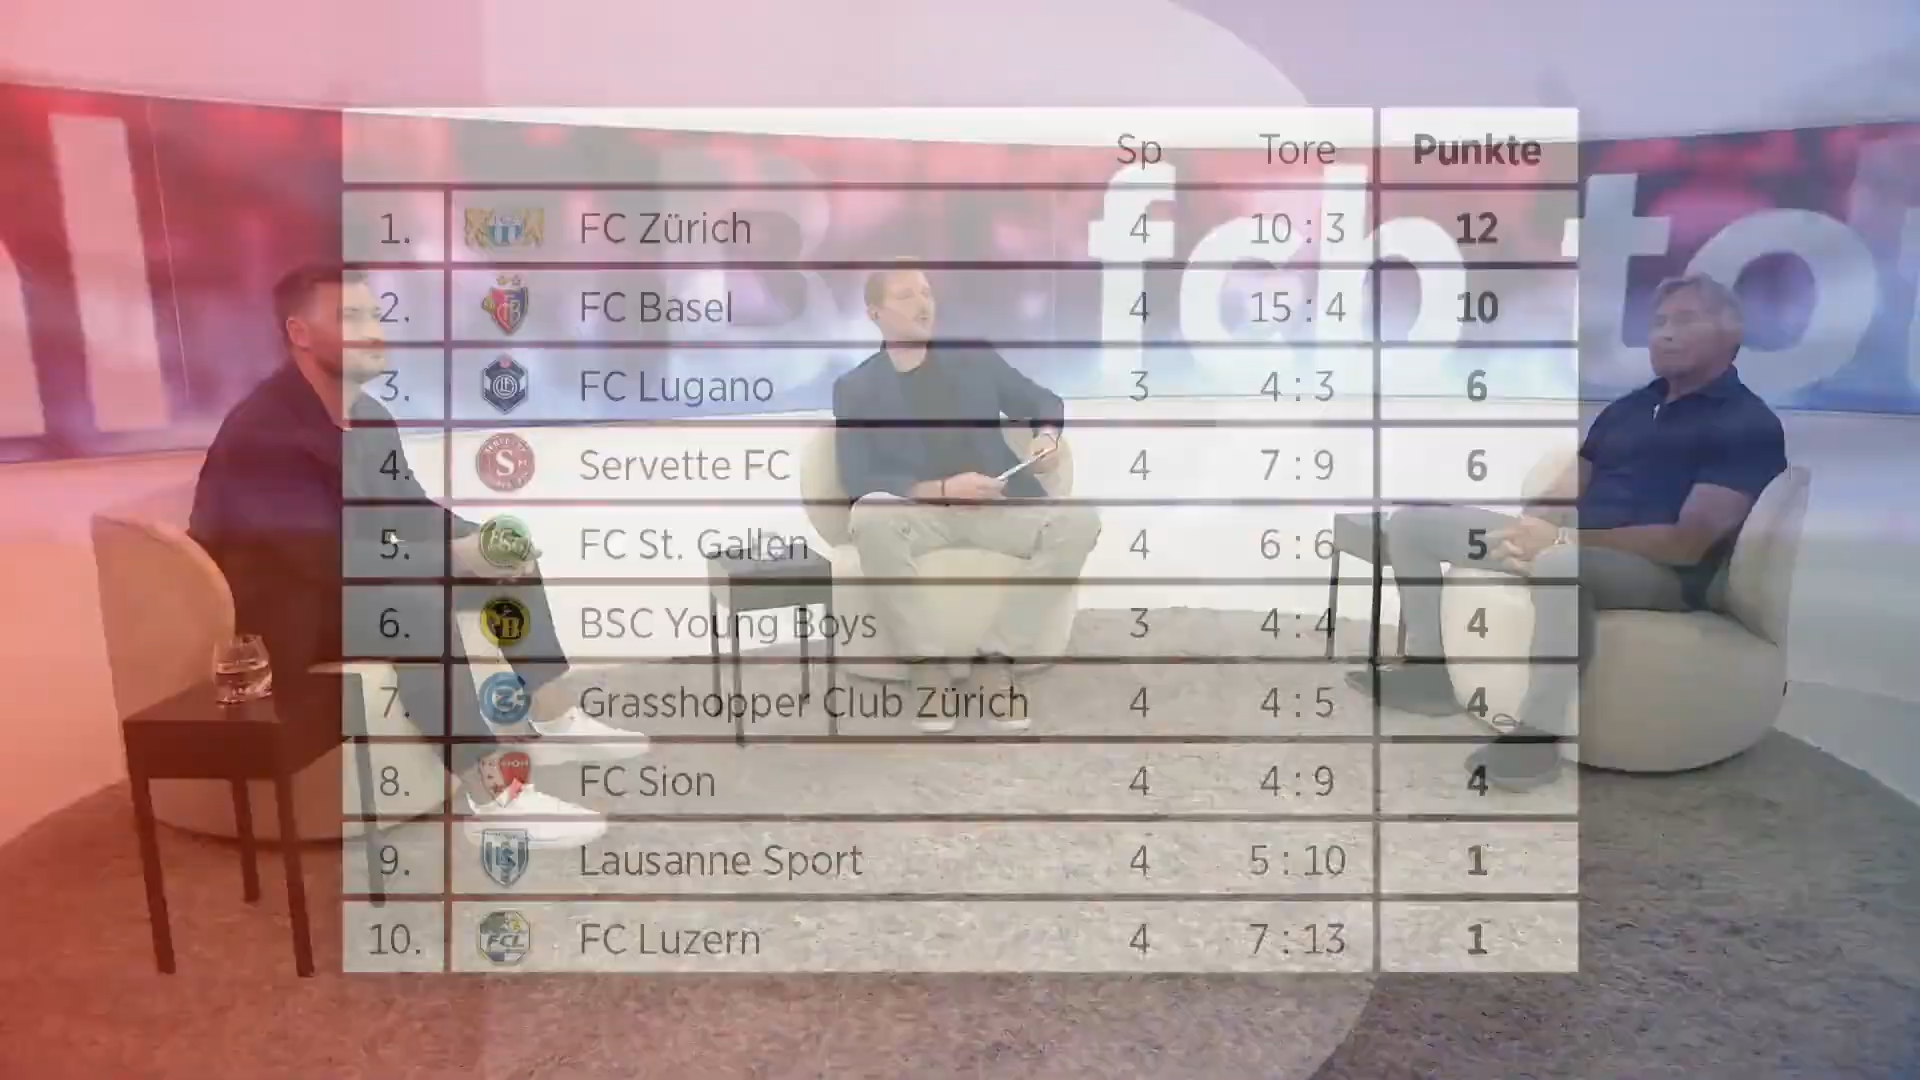 Sp Tore Punkte
1. FC Zürich 4 10 : 3 12
2. FC Basel 4 15 : 4 10
3. FC Lugano 3 4 : 3 6
4. Servette FC 4 7 : 9 6
5. FC St. Gallen 4 6 : 6 5
6. BSC Young Boys 3 4 : 4 4
7. Grasshopper Club Zürich 4 4 : 5 4
8. FC Sion 4 4 : 9 4
9. Lausanne Sport 4 5 : 10 1
10. FC Luzern 4 7 : 13 1
fcb
FCL